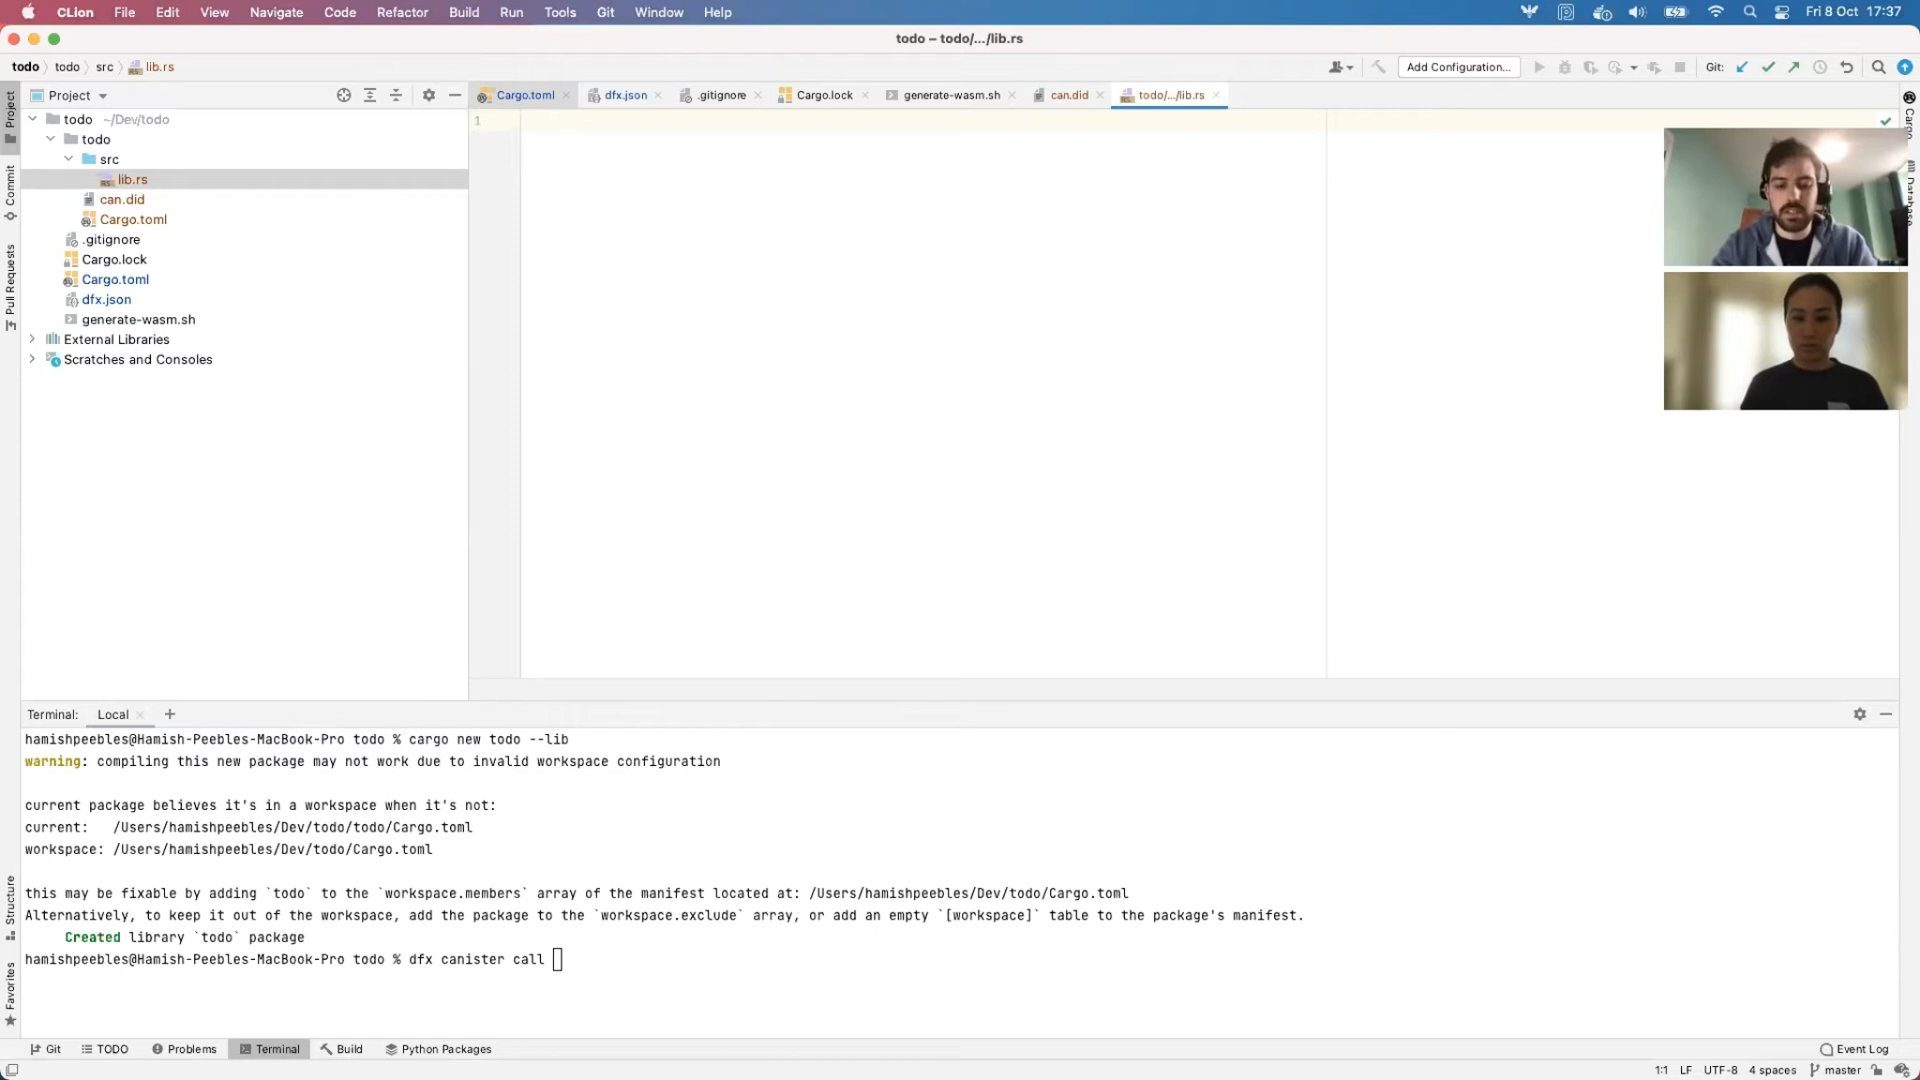 CLion File Edit View Navigate Code Refactor Build Run Tools Git Window Help Fri 8 Oct 17:37
todo – todo/.../lib.rs
todo todo src lib.rs Add Configuration... Git:
Project Cargo.toml dfx.json .gitignore Cargo.lock generate-wasm.sh can.did todo/.../lib.rs
1
todo ~/Dev/todo
todo
src
lib.rs
can.did
Cargo.toml
.gitignore
Cargo.lock
Cargo.toml
dfx.json
generate-wasm.sh
External Libraries
Scratches and Consoles
Project
Commit
Pull Requests
Structure
Favorites
Cargo
Database
Terminal: Local
hamishpeebles@Hamish-Peebles-MacBook-Pro todo % cargo new todo --lib
warning: compiling this new package may not work due to invalid workspace configuration
current package believes it's in a workspace when it's not:
current: /Users/hamishpeebles/Dev/todo/todo/Cargo.toml
workspace: /Users/hamishpeebles/Dev/todo/Cargo.toml
this may be fixable by adding `todo` to the `workspace.members` array of the manifest located at: /Users/hamishpeebles/Dev/todo/Cargo.toml
Alternatively, to keep it out of the workspace, add the package to the `workspace.exclude` array, or add an empty `[workspace]` table to the package's manifest.
Created library `todo` package
hamishpeebles@Hamish-Peebles-MacBook-Pro todo % dfx canister call
Git TODO Problems Terminal Build Python Packages Event Log
1:1 LF UTF-8 4 spaces master